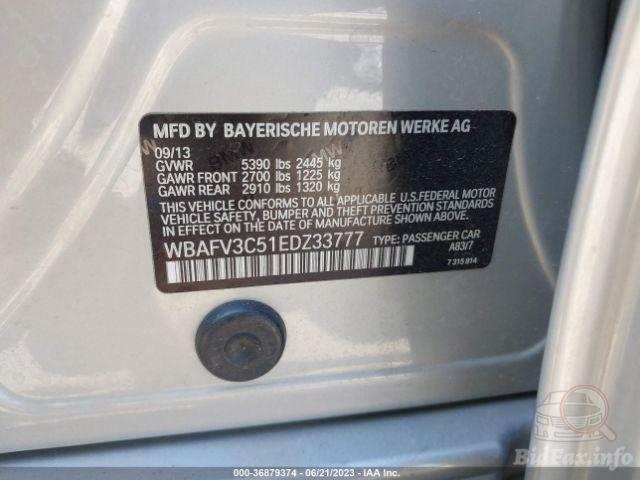 MFD BY BAYERISCHE MOTOREN WERKE AG
09/13
GVWR 5390 lbs 2445 kg
GAWR FRONT 2700 lbs 1225 kg
GAWR REAR 2910 lbs 1320 kg
THIS VEHICLE CONFORMS TO ALL APPLICABLE U.S.FEDERAL MOTOR
VEHICLE SAFETY, BUMPER AND THEFT PREVENTION STANDARDS
IN EFFECT ON THE DATE OF MANUFACTURE SHOWN ABOVE.
WBAFV3C51EDZ33777 TYPE: PASSENGER CAR
A83/7
7 315 814
000-36879374 - 06/21/2023 - IAA Inc.
BidFax.info